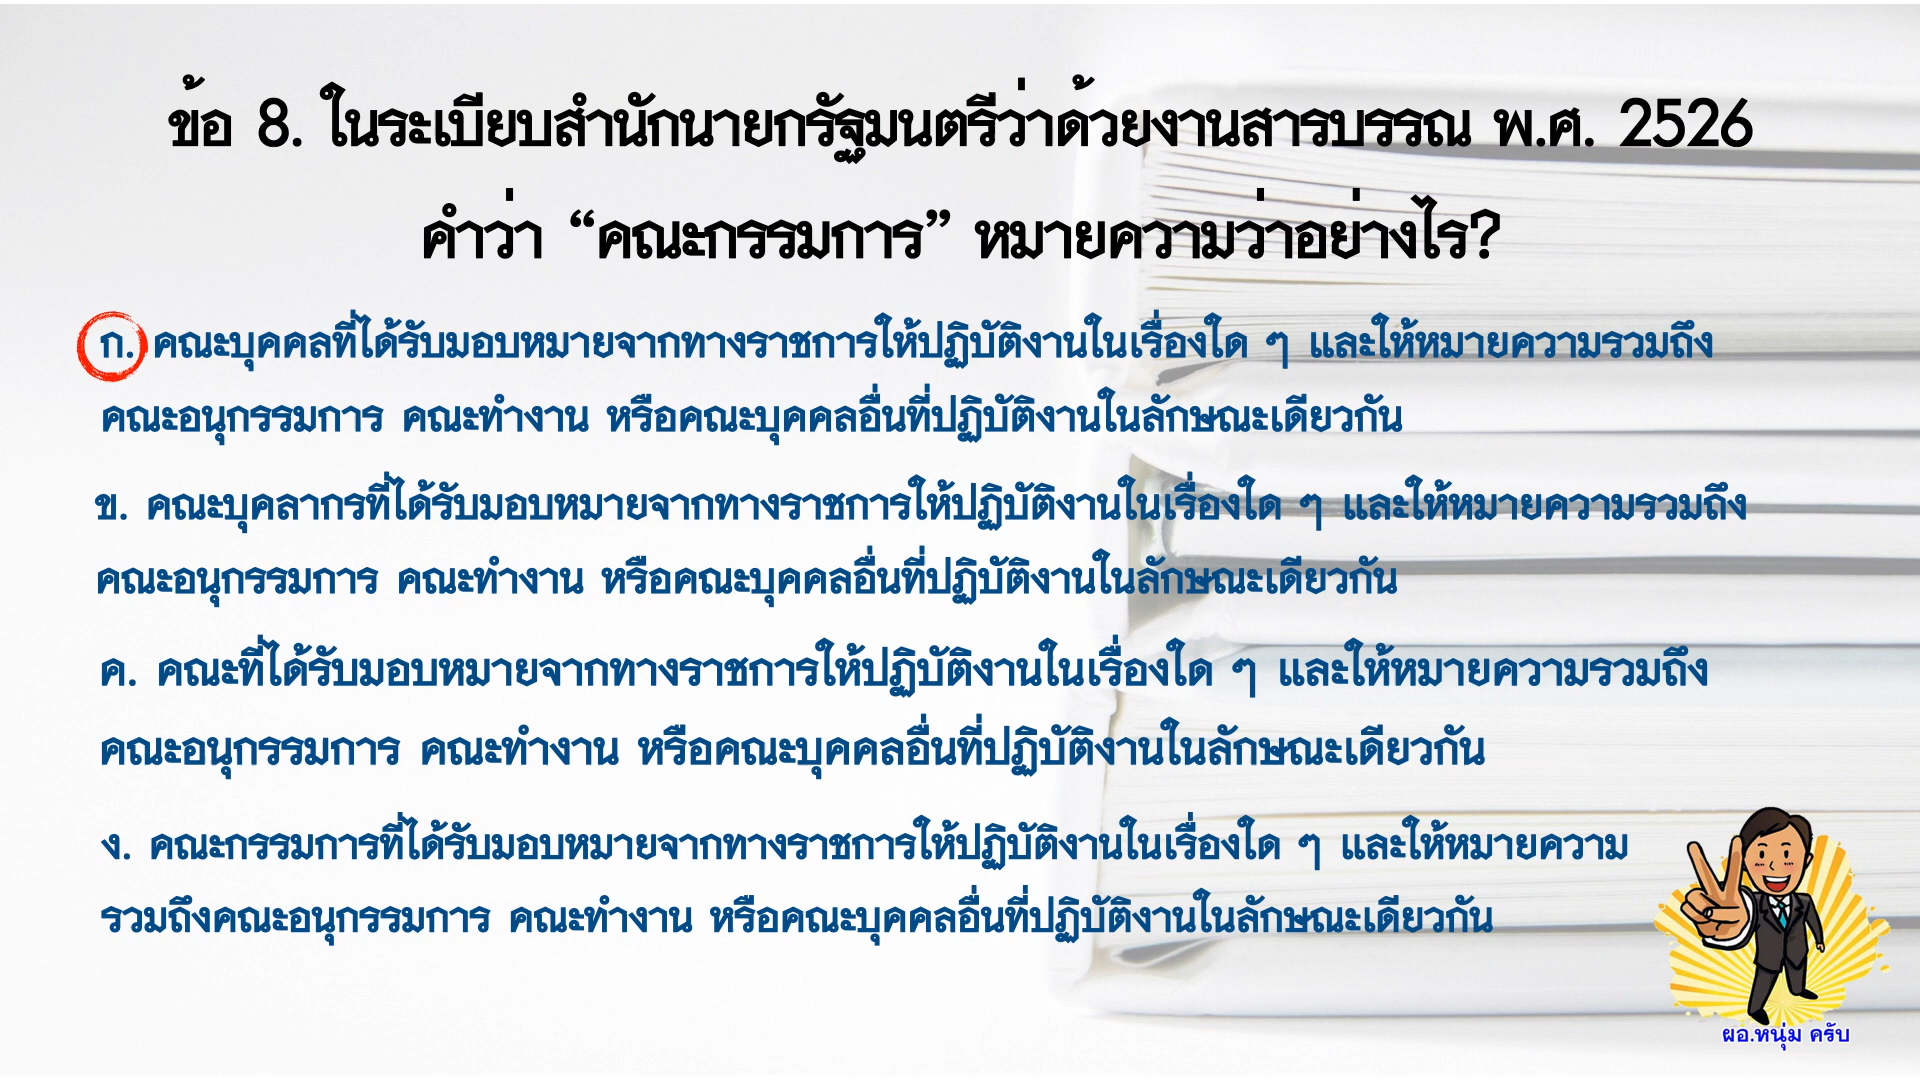 ข้อ 8. ในระเบียบสำนักนายกรัฐมนตรีว่าด้วยงานสารบรรณ พ.ศ. 2526
คำว่า “คณะกรรมการ” หมายความว่าอย่างไร?
ก. คณะบุคคลที่ได้รับมอบหมายจากทางราชการให้ปฏิบัติงานในเรื่องใด ๆ และให้หมายความรวมถึง
คณะอนุกรรมการ คณะทำงาน หรือคณะบุคคลอื่นที่ปฏิบัติงานในลักษณะเดียวกัน
ข. คณะบุคลากรที่ได้รับมอบหมายจากทางราชการให้ปฏิบัติงานในเรื่องใด ๆ และให้หมายความรวมถึง
คณะอนุกรรมการ คณะทำงาน หรือคณะบุคคลอื่นที่ปฏิบัติงานในลักษณะเดียวกัน
ค. คณะที่ได้รับมอบหมายจากทางราชการให้ปฏิบัติงานในเรื่องใด ๆ และให้หมายความรวมถึง
คณะอนุกรรมการ คณะทำงาน หรือคณะบุคคลอื่นที่ปฏิบัติงานในลักษณะเดียวกัน
ง. คณะกรรมการที่ได้รับมอบหมายจากทางราชการให้ปฏิบัติงานในเรื่องใด ๆ และให้หมายความ
รวมถึงคณะอนุกรรมการ คณะทำงาน หรือคณะบุคคลอื่นที่ปฏิบัติงานในลักษณะเดียวกัน
ผอ.หนุ่ม ครับ